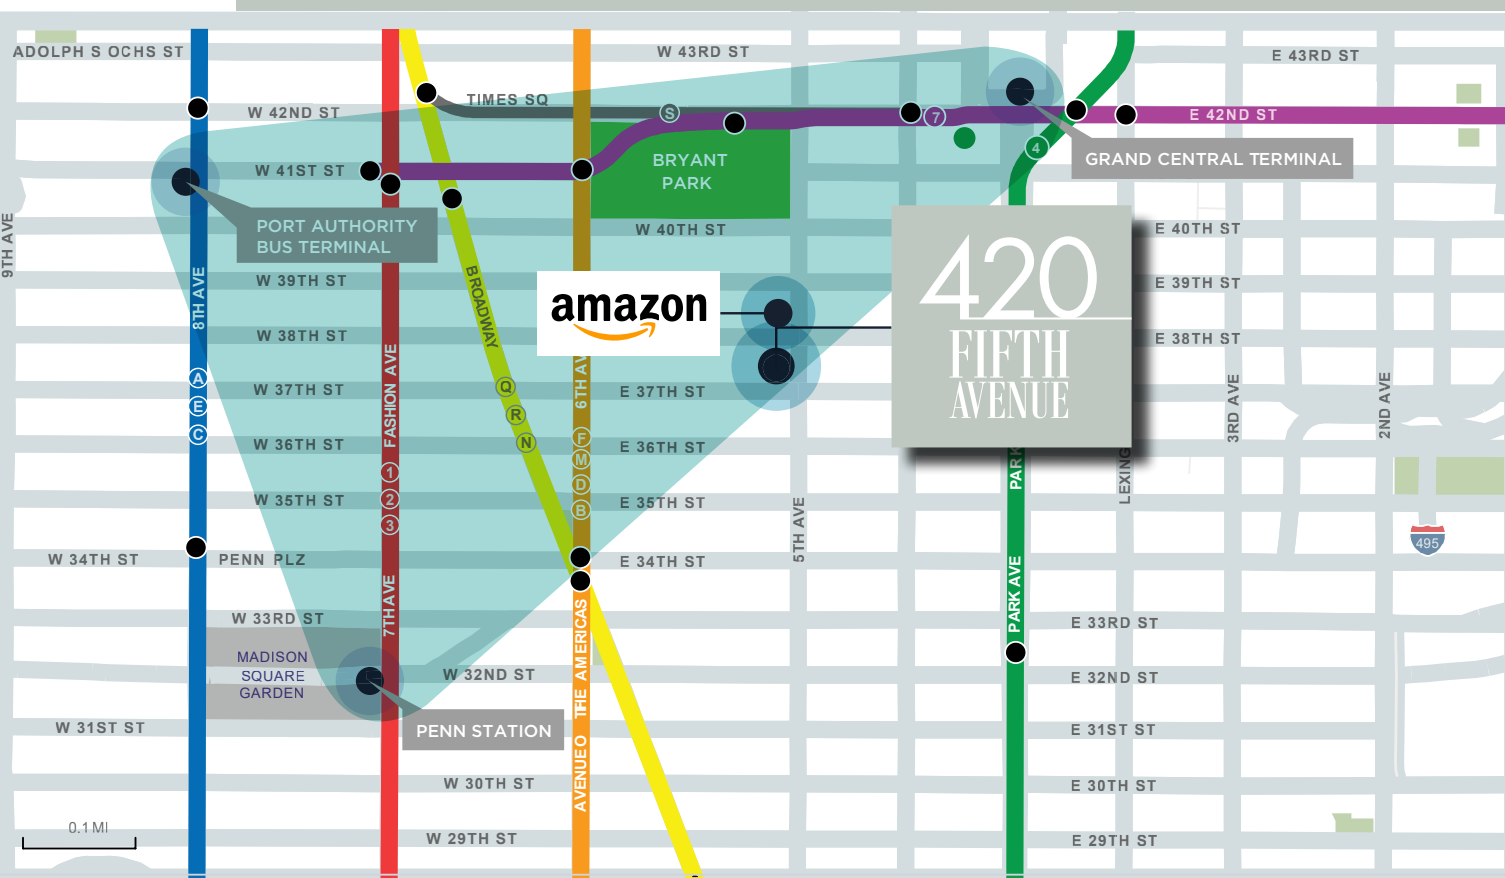 ADOLPH S OCHS ST
W 43RD ST
E 43RD ST
TIMES SQ
W 42ND ST
S
7
E 42ND ST
4
GRAND CENTRAL TERMINAL
W 41ST ST
BRYANT
PARK
PORT AUTHORITY
BUS TERMINAL
9TH AVE
W 40TH ST
E 40TH ST
W 39TH ST
E 39TH ST
8TH AVE
BROADWAY
amazon
420
FIFTH
AVENUE
W 38TH ST
E 38TH ST
FASHION AVE
6TH AV
A
E
C
W 37TH ST
Q
R
N
E 37TH ST
3RD AVE
2ND AVE
W 36TH ST
F
M
D
B
E 36TH ST
PARK
LEXING
1
2
3
W 35TH ST
E 35TH ST
5TH AVE
495
W 34TH ST
PENN PLZ
E 34TH ST
7TH AVE
PARK AVE
W 33RD ST
E 33RD ST
MADISON
SQUARE
GARDEN
W 32ND ST
E 32ND ST
AVENUE O THE AMERICAS
PENN STATION
W 31ST ST
E 31ST ST
W 30TH ST
E 30TH ST
0.1 MI
W 29TH ST
E 29TH ST